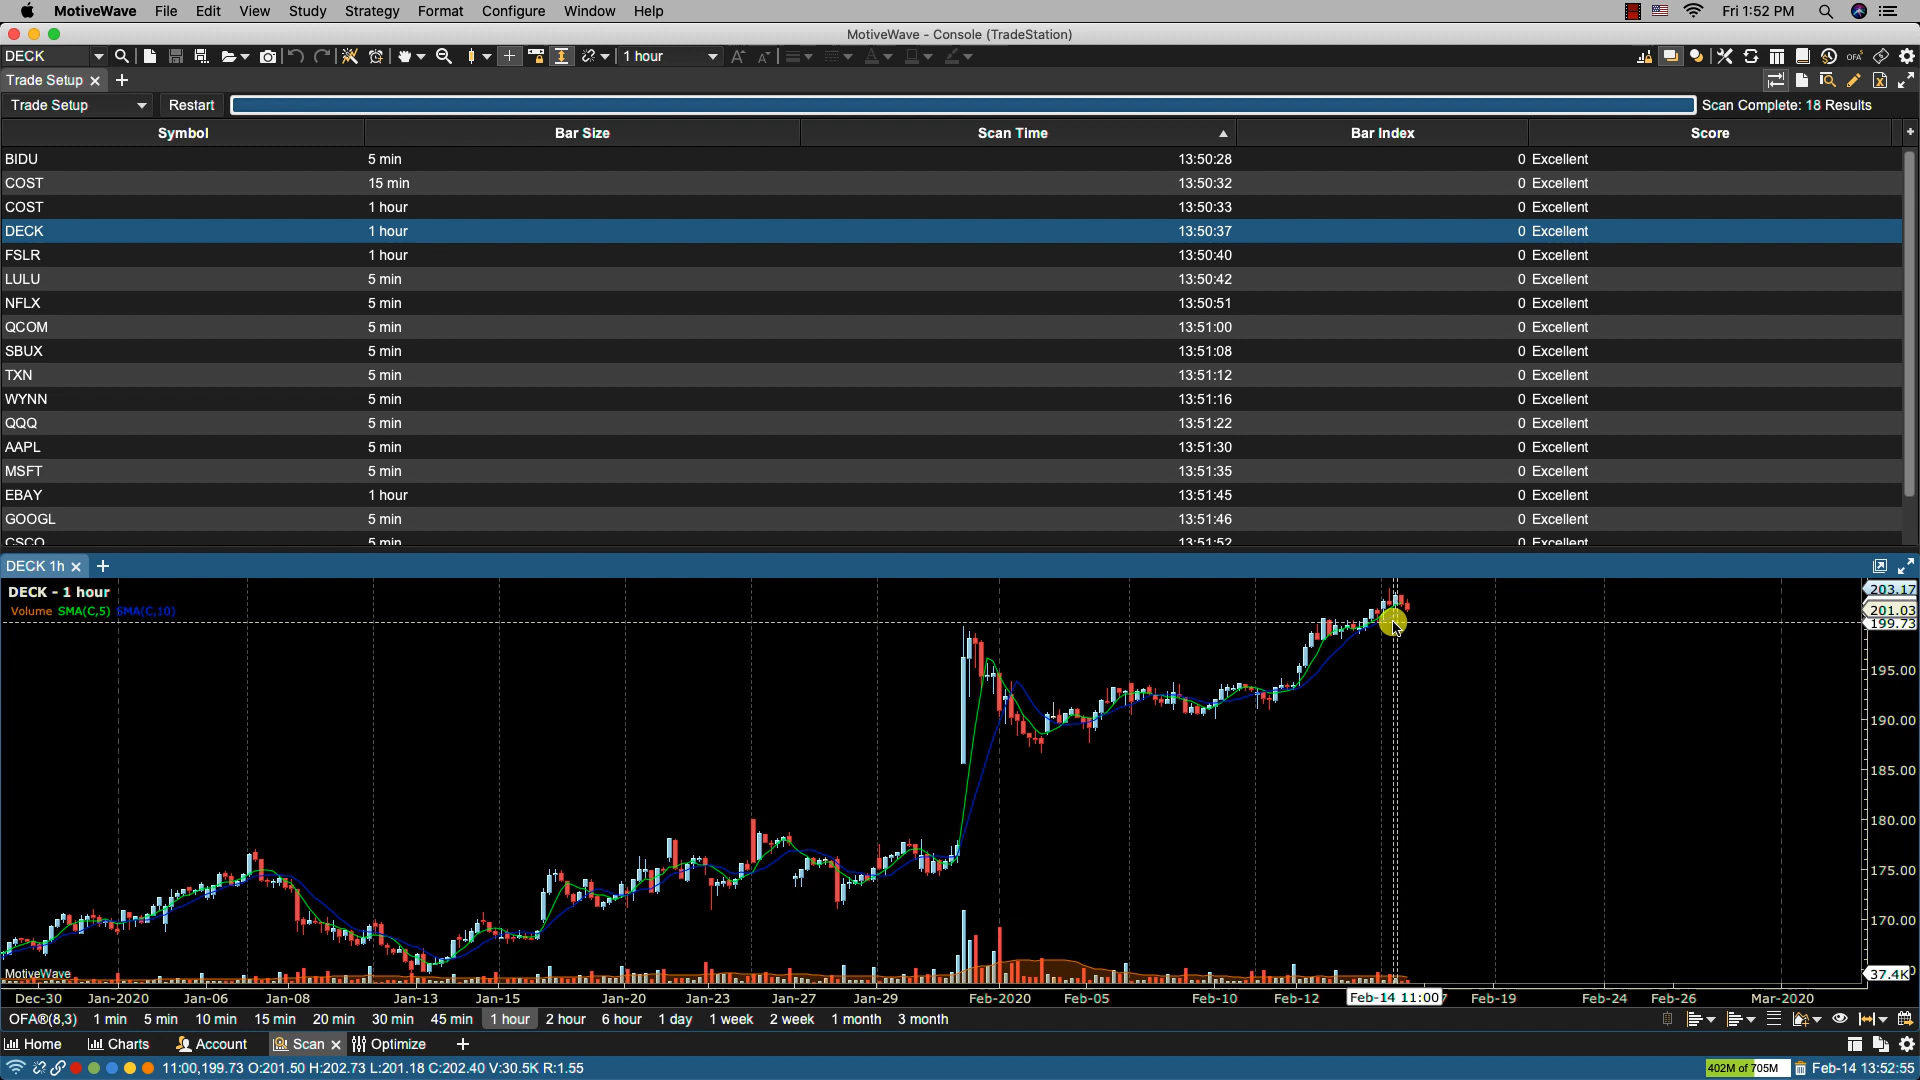 MotiveWave File Edit View Study Strategy Format Configure Window Help Fri 1:52 PM
MotiveWave - Console (TradeStation)
DECK 1 hour
Trade Setup
Trade Setup Restart Scan Complete: 18 Results
Symbol Bar Size Scan Time Bar Index Score
BIDU 5 min 13:50:28 0 Excellent
COST 15 min 13:50:32 0 Excellent
COST 1 hour 13:50:33 0 Excellent
DECK 1 hour 13:50:37 0 Excellent
FSLR 1 hour 13:50:40 0 Excellent
LULU 5 min 13:50:42 0 Excellent
NFLX 5 min 13:50:51 0 Excellent
QCOM 5 min 13:51:00 0 Excellent
SBUX 5 min 13:51:08 0 Excellent
TXN 5 min 13:51:12 0 Excellent
WYNN 5 min 13:51:16 0 Excellent
QQQ 5 min 13:51:22 0 Excellent
AAPL 5 min 13:51:30 0 Excellent
MSFT 5 min 13:51:35 0 Excellent
EBAY 1 hour 13:51:45 0 Excellent
GOOGL 5 min 13:51:46 0 Excellent
CSCO 5 min 13:51:52 0 Excellent
DECK 1h
DECK - 1 hour
Volume SMA(C,5) SMA(C,10)
203.17
201.03
199.73
195.00
190.00
185.00
180.00
175.00
170.00
MotiveWave
37.4K
Dec-30 Jan-2020 Jan-06 Jan-08 Jan-13 Jan-15 Jan-20 Jan-23 Jan-27 Jan-29 Feb-2020 Feb-05 Feb-10 Feb-12 Feb-14 11:00 Feb-19 Feb-24 Feb-26 Mar-2020
OFA®(8,3) 1 min 5 min 10 min 15 min 20 min 30 min 45 min 1 hour 2 hour 6 hour 1 day 1 week 2 week 1 month 3 month
Home Charts Account Scan Optimize
11:00,199.73 O:201.50 H:202.73 L:201.18 C:202.40 V:30.5K R:1.55 402M of 705M Feb-14 13:52:55